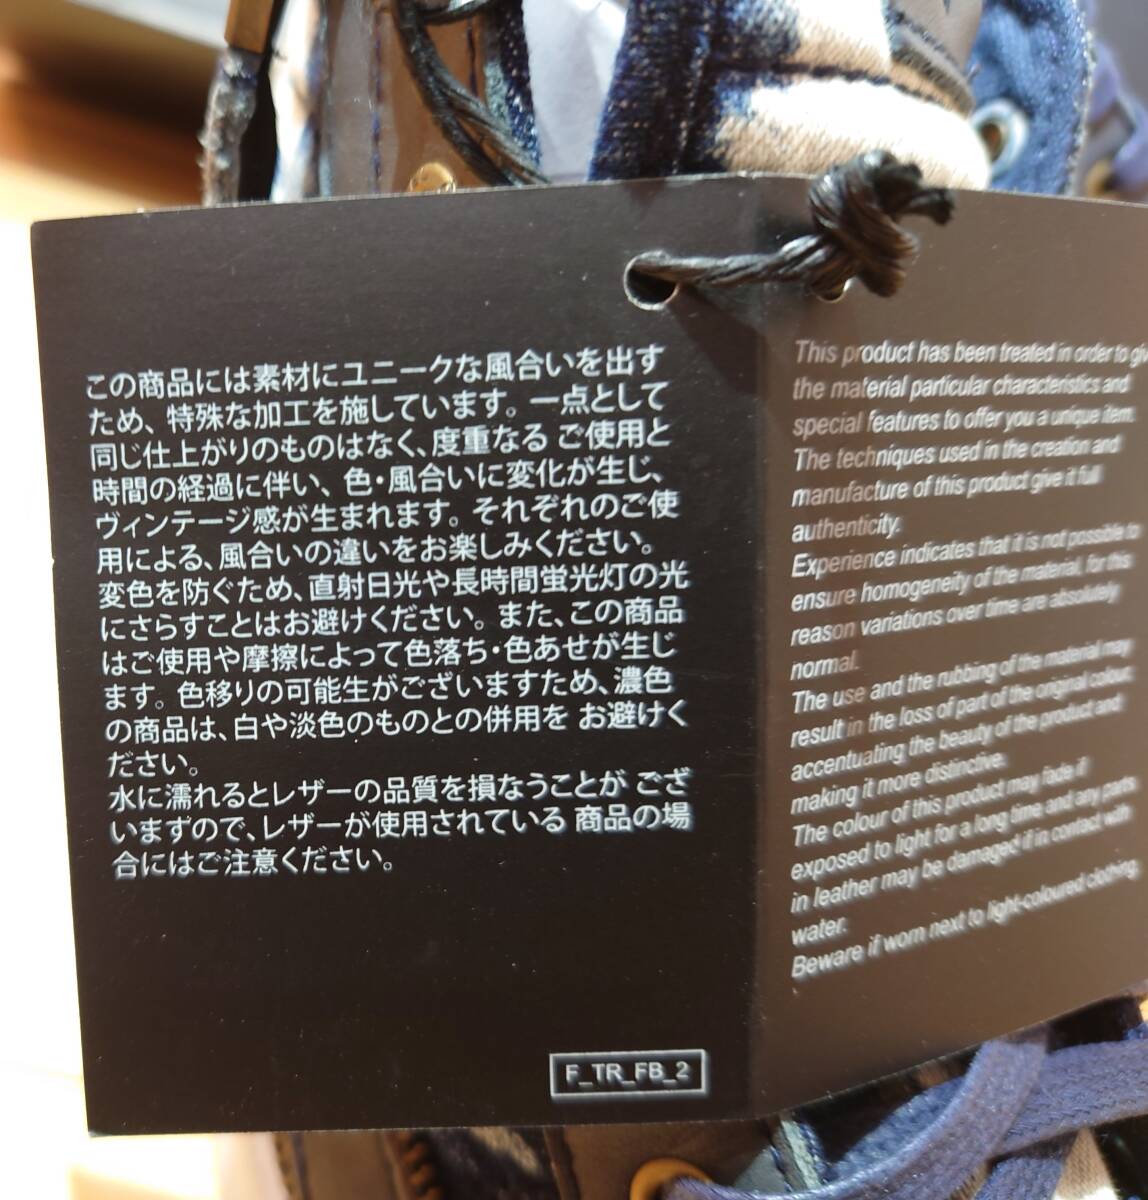 この商品には素材にユニークな風合いを出す
ため、特殊な加工を施しています。一点として
同じ仕上がりのものはなく、度重なる ご使用と
時間の経過に伴い、色・風合いに変化が生じ、
ヴィンテージ感が生まれます。それぞれのご使
用による、風合いの違いをお楽しみください。
変色を防ぐため、直射日光や長時間蛍光灯の光
にさらすことはお避けください。また、この商品
はご使用や摩擦によって色落ち・色あせが生じ
ます。色移りの可能生がございますため、濃色
の商品は、白や淡色のものとの併用を お避けく
ださい。
水に濡れるとレザーの品質を損なうことが ござ
いますので、レザーが使用されている 商品の場
合にはご注意ください。
F_TR_FB_2
This product has been treated in order to
the material particular characteristics and
special features to offer you a unique item.
The techniques used in the creation and
manufacture of this product give it full
authenticity.
Experience indicates that it is not possible to
ensure homogeneity of the material, for this
reason variations over time are absolutely
normal.
The use and the rubbing of the material may
result in the loss of part of the original colour
accentuating the beauty of the product and
making it more distinctive.
The colour of this product may fade if
exposed to light for a long time and any parts
in leather may be damaged if in contact with
water.
Beware if worn next to light-coloured clothing.